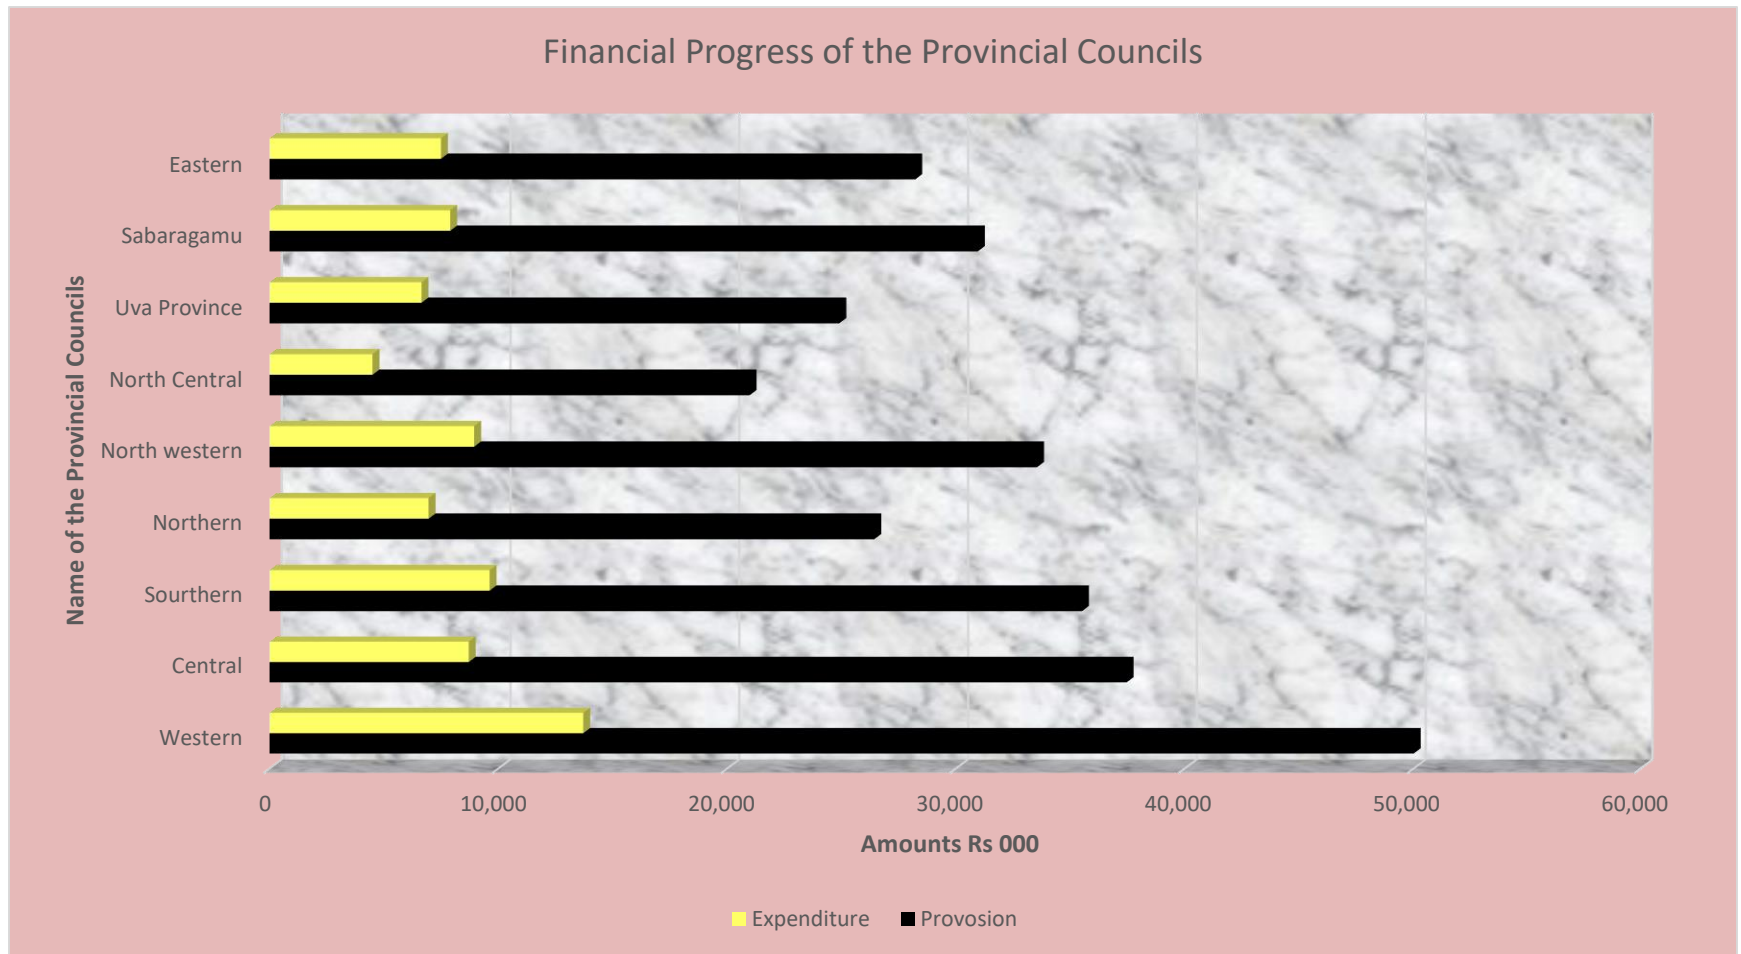 Financial Progress of the Provincial Councils
Name of the Provincial Councils
Eastern
Sabaragamu
Uva Province
North Central
North western
Northern
Sourthern
Central
Western
0 10,000 20,000 30,000 40,000 50,000 60,000
Amounts Rs 000
Expenditure Provosion